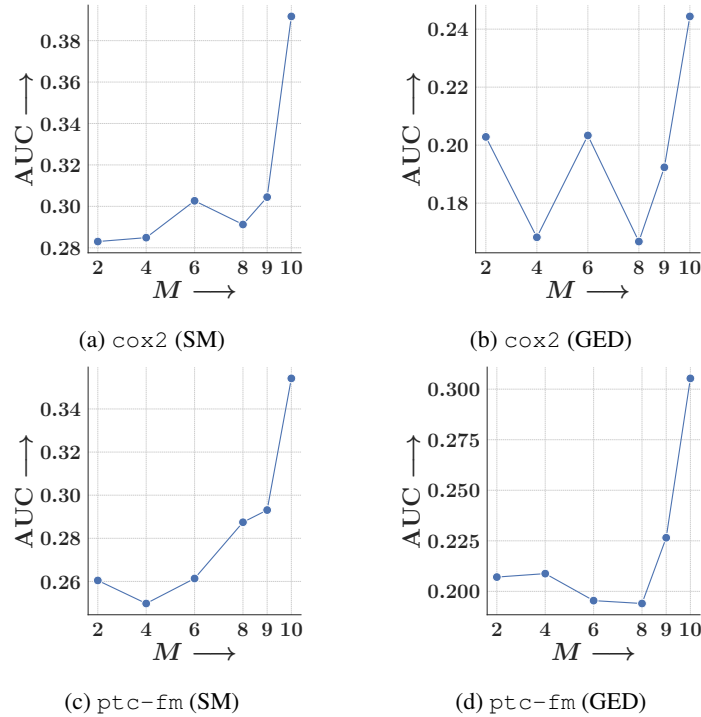 0.38
0.36
0.34
0.32
0.30
0.28
AUC ⟶
2 4 6 8 9 10
M ⟶
(a) cox2 (SM)
0.24
0.22
0.20
0.18
AUC ⟶
2 4 6 8 9 10
M ⟶
(b) cox2 (GED)
0.34
0.32
0.30
0.28
0.26
AUC ⟶
2 4 6 8 9 10
M ⟶
(c) ptc-fm (SM)
0.300
0.275
0.250
0.225
0.200
AUC ⟶
2 4 6 8 9 10
M ⟶
(d) ptc-fm (GED)